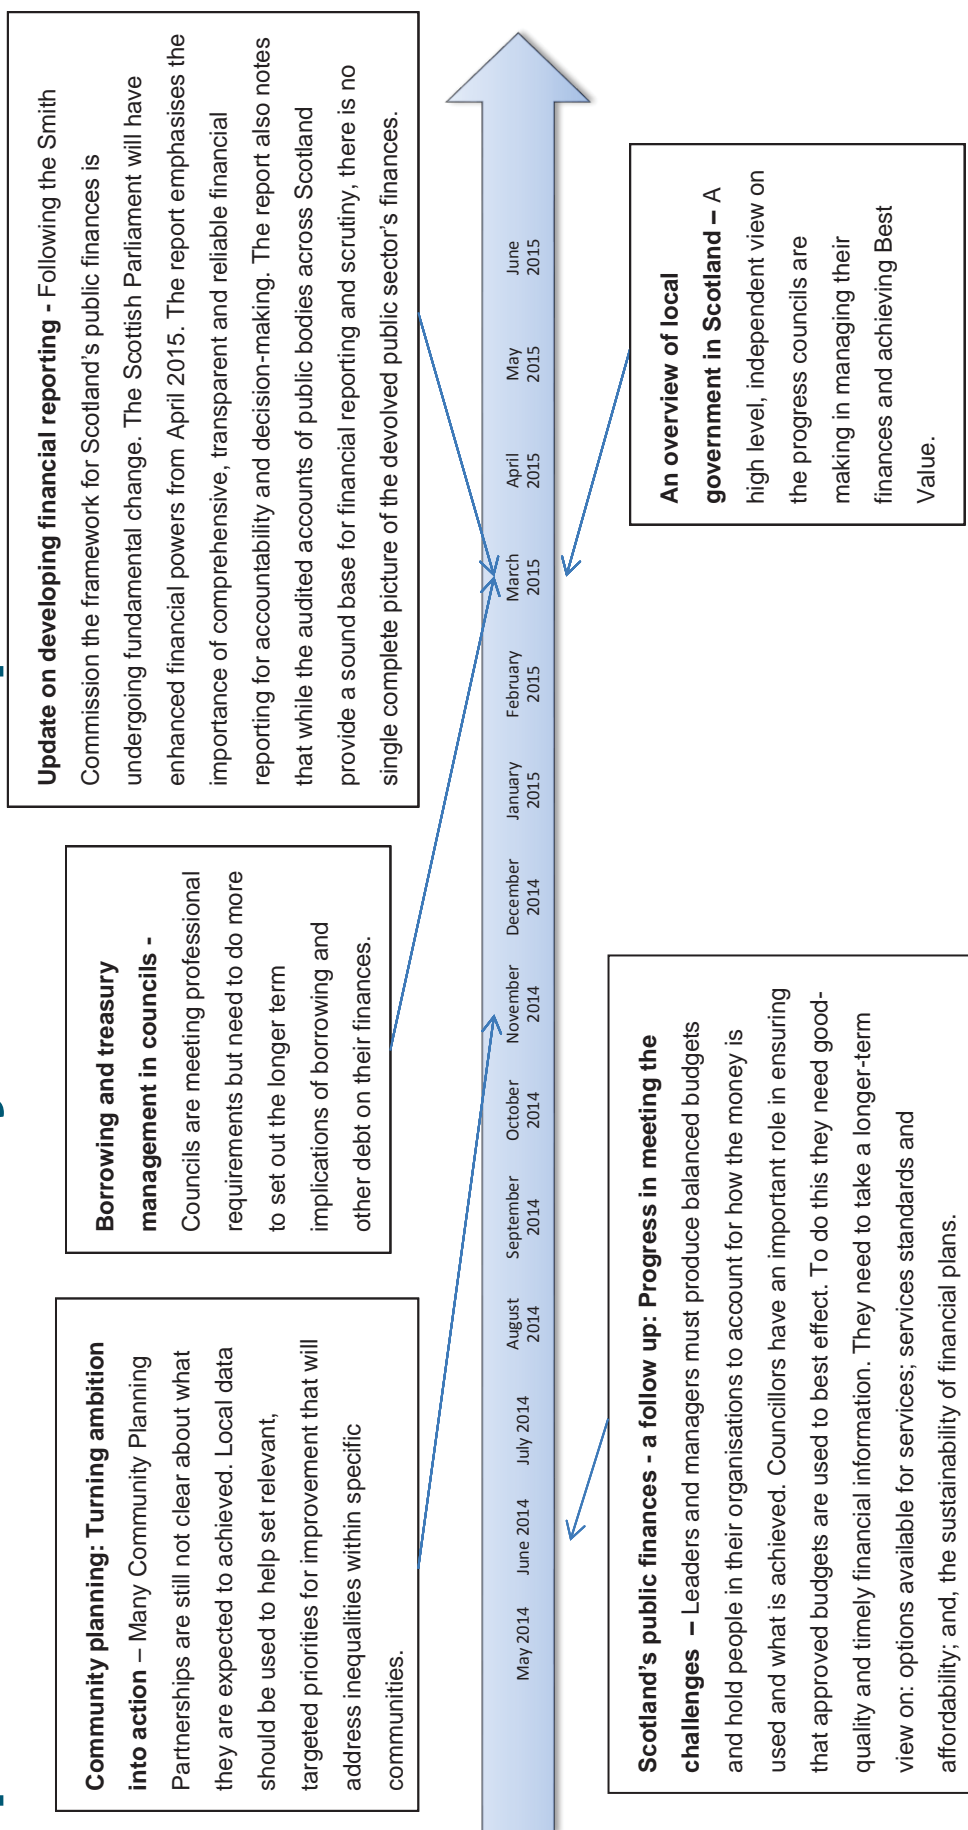 Community planning: Turning ambition
into action – Many Community Planning
Partnerships are still not clear about what
they are expected to achieved. Local data
should be used to help set relevant,
targeted priorities for improvement that will
address inequalities within specific
communities.
Borrowing and treasury
management in councils -
Councils are meeting professional
requirements but need to do more
to set out the longer term
implications of borrowing and
other debt on their finances.
Update on developing financial reporting - Following the Smith
Commission the framework for Scotland's public finances is
undergoing fundamental change. The Scottish Parliament will have
enhanced financial powers from April 2015. The report emphasises the
importance of comprehensive, transparent and reliable financial
reporting for accountability and decision-making. The report also notes
that while the audited accounts of public bodies across Scotland
provide a sound base for financial reporting and scrutiny, there is no
single complete picture of the devolved public sector's finances.
May 2014
June 2014
July 2014
August
2014
September
2014
October
2014
November
2014
December
2014
January
2015
February
2015
March
2015
April
2015
May
2015
June
2015
Scotland's public finances - a follow up: Progress in meeting the
challenges – Leaders and managers must produce balanced budgets
and hold people in their organisations to account for how the money is
used and what is achieved. Councillors have an important role in ensuring
that approved budgets are used to best effect. To do this they need good-
quality and timely financial information. They need to take a longer-term
view on: options available for services; services standards and
affordability; and, the sustainability of financial plans.
An overview of local
government in Scotland – A
high level, independent view on
the progress councils are
making in managing their
finances and achieving Best
Value.